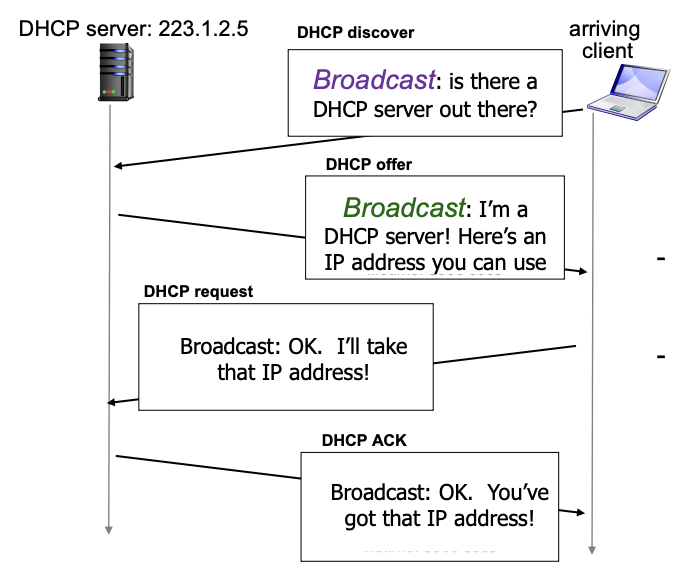 DHCP server: 223.1.2.5
DHCP discover
arriving
client
Broadcast: is there a
DHCP server out there?
DHCP offer
Broadcast: I’m a
DHCP server! Here’s an
IP address you can use
-
DHCP request
Broadcast: OK. I’ll take
that IP address!
-
DHCP ACK
Broadcast: OK. You’ve
got that IP address!